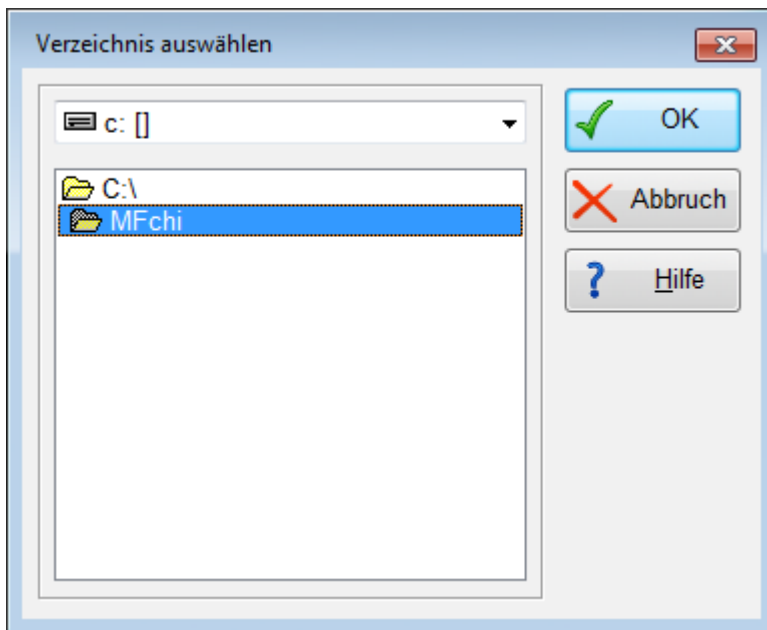 Verzeichnis auswählen
c: []
C:\
MFchi
OK
Abbruch
Hilfe